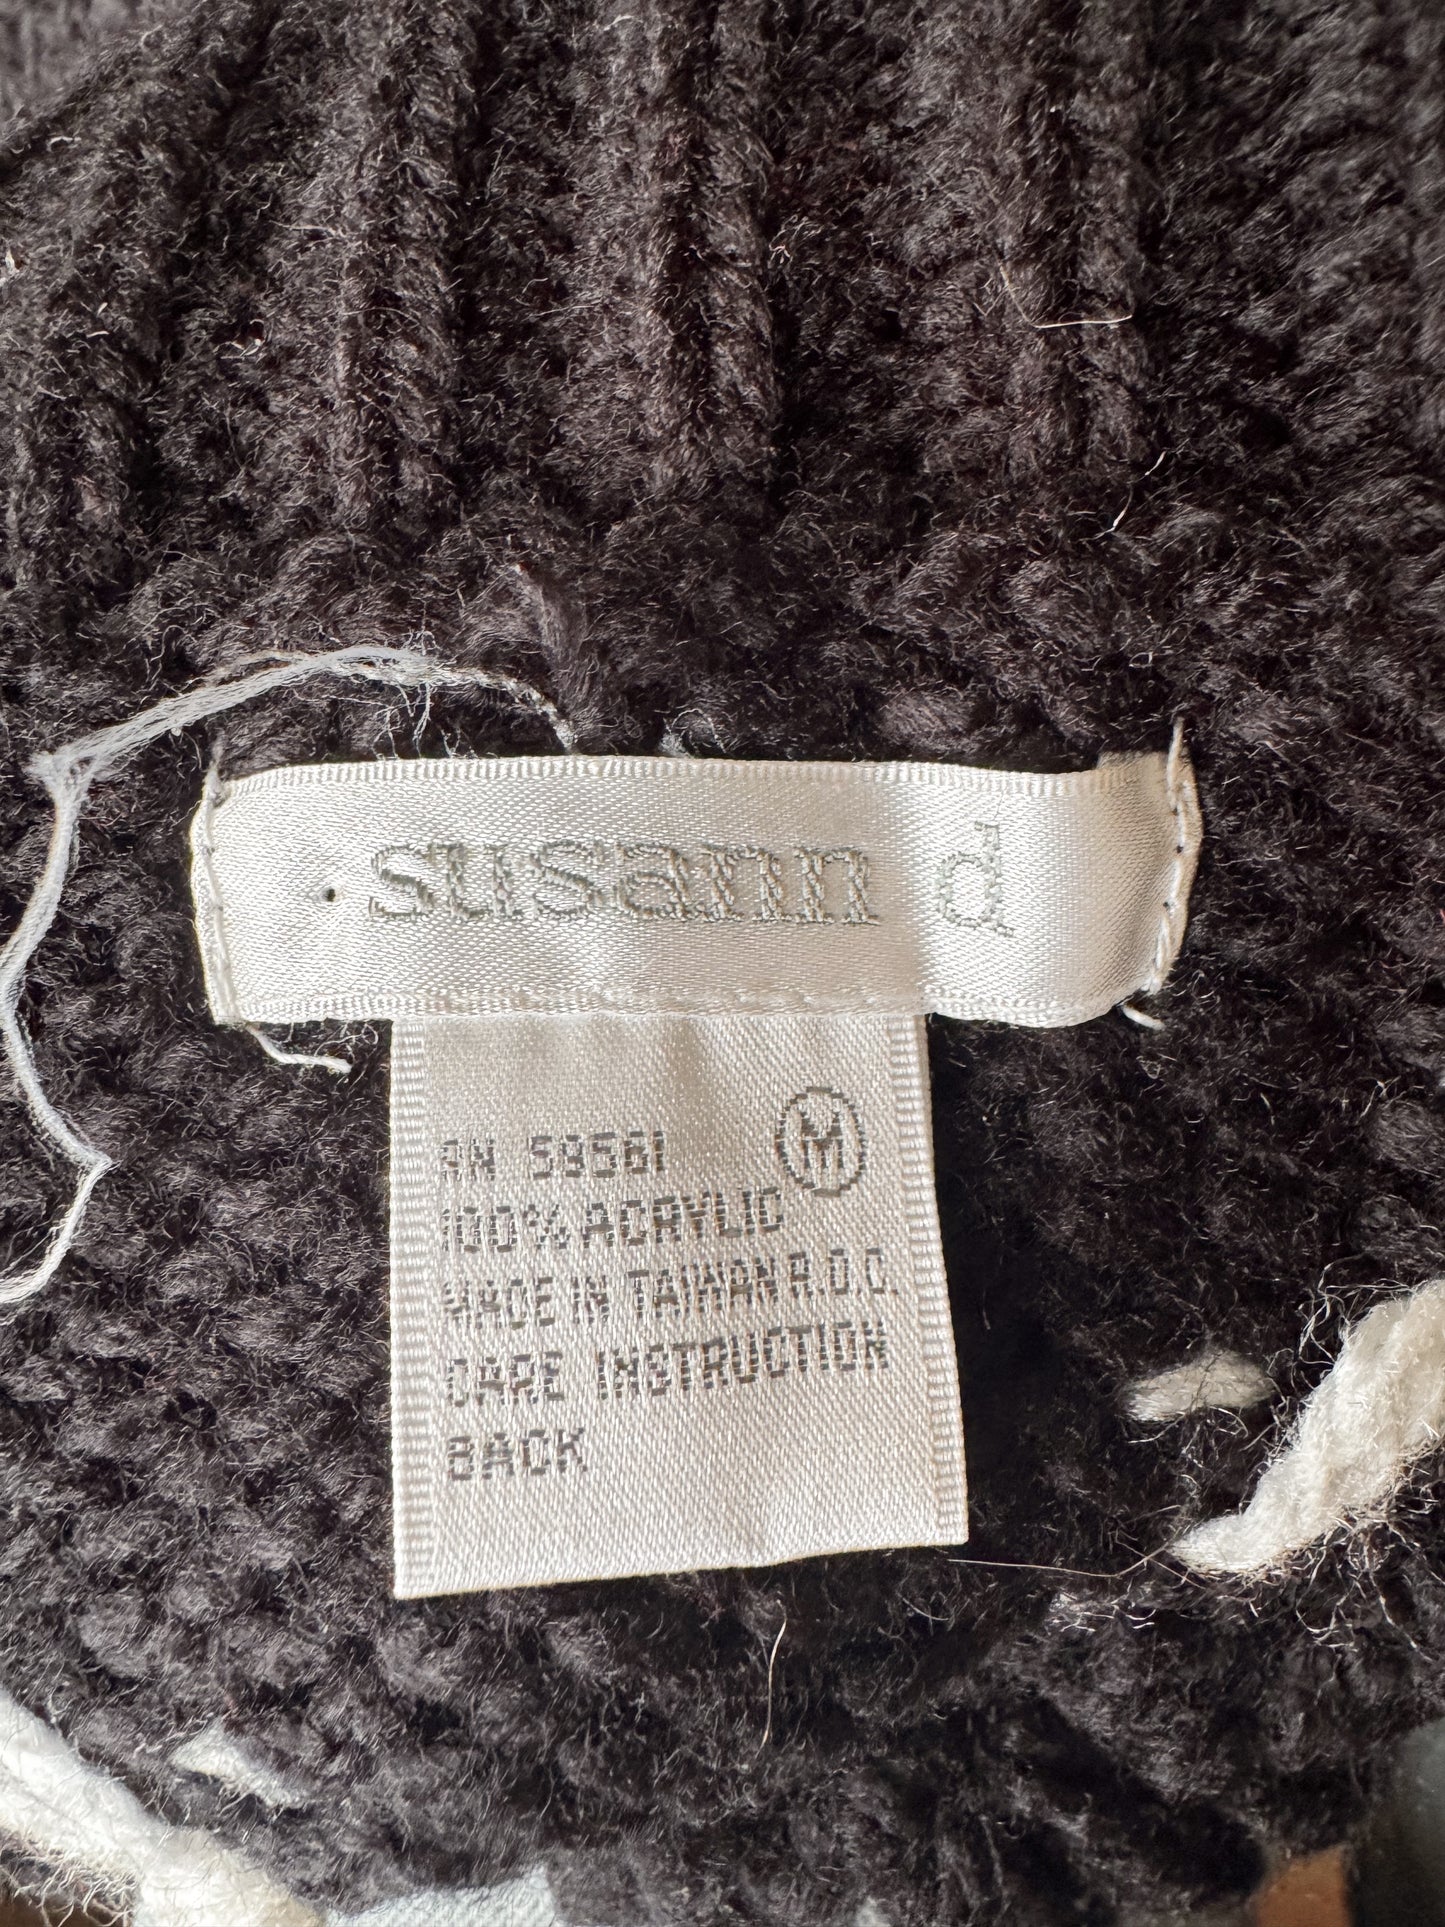 susann d
RN 59561 M
100% ACRYLIC
MADE IN TAIWAN R.O.C.
CARE INSTRUCTION
BACK